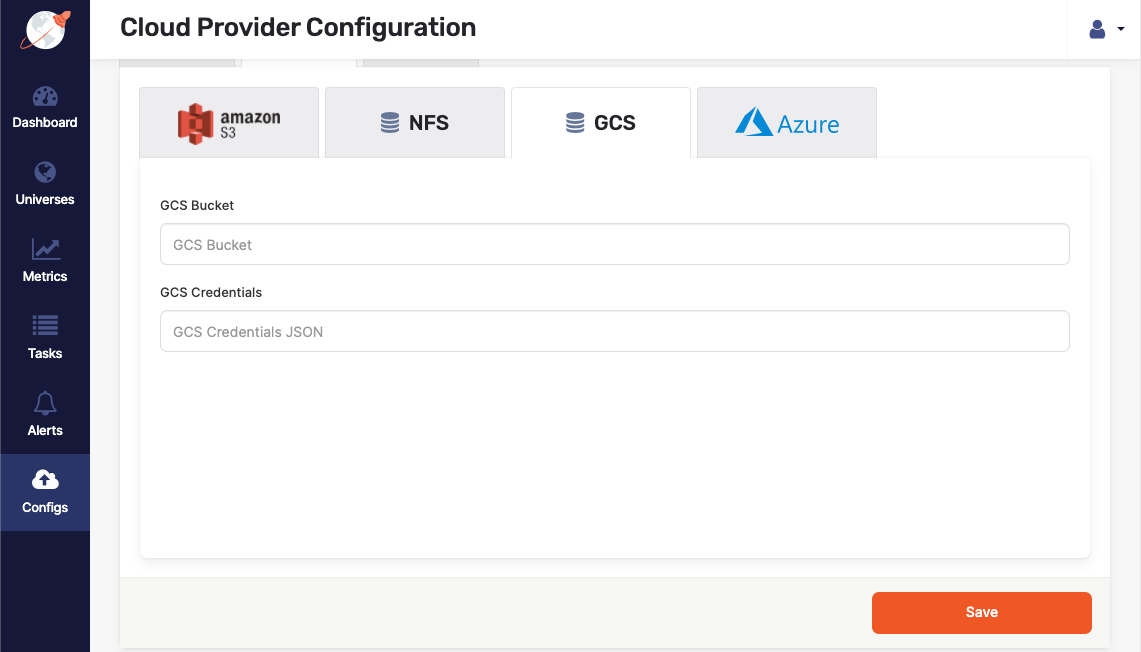 Cloud Provider Configuration
Dashboard
Universes
Metrics
Tasks
Alerts
Configs
amazon
S3
NFS
GCS
Azure
GCS Bucket
GCS Bucket
GCS Credentials
GCS Credentials JSON
Save